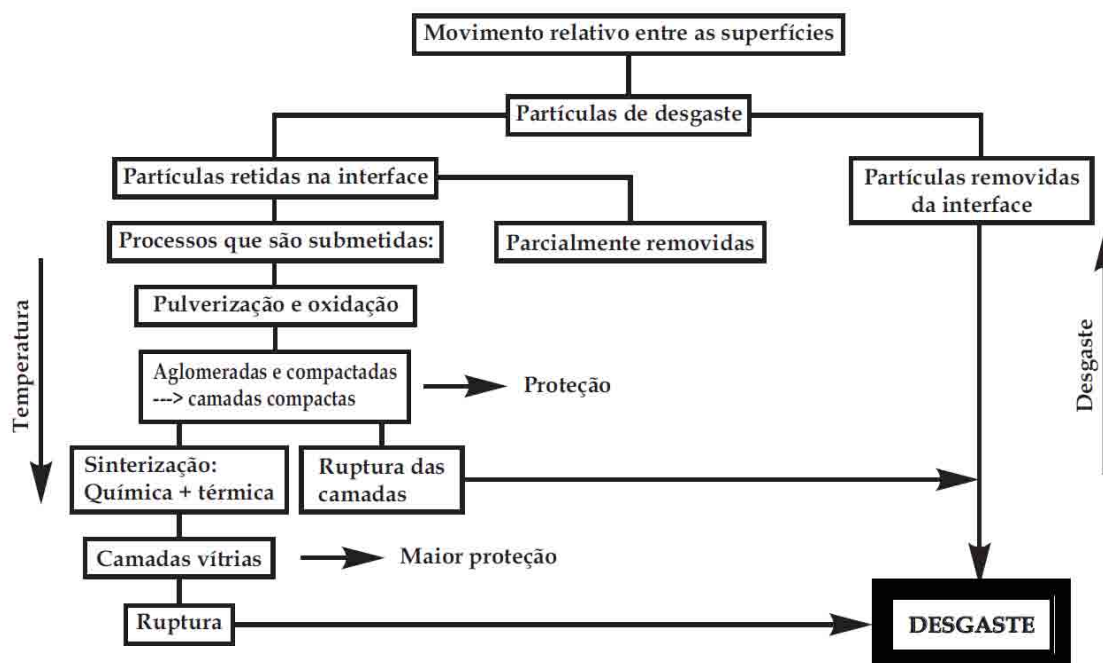 Movimento relativo entre as superfícies
Partículas de desgaste
Partículas retidas na interface
Partículas removidas
da interface
Processos que são submetidas:
Parcialmente removidas
Pulverização e oxidação
Temperatura
Desgaste
Aglomeradas e compactadas
---> camadas compactas
Proteção
Sinterização:
Química + térmica
Ruptura das
camadas
Camadas vítrias
Maior proteção
Ruptura
DESGASTE